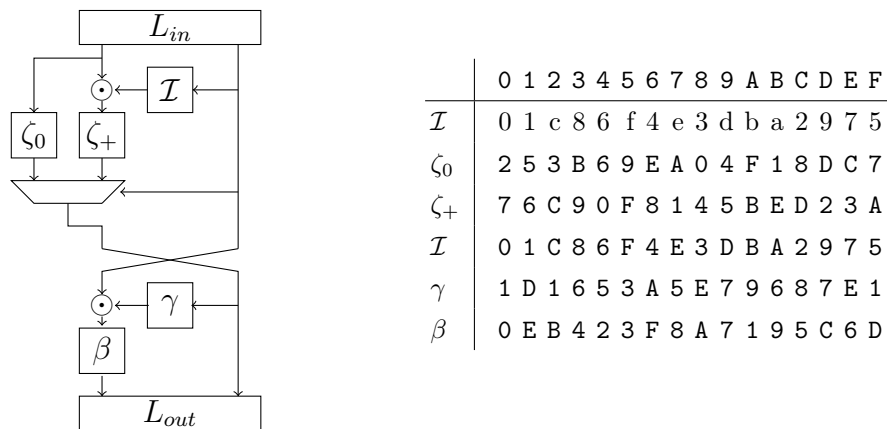 L_in
⊙
𝓘
ζ₀ ζ₊
⊙
γ
β
L_out
0 1 2 3 4 5 6 7 8 9 A B C D E F
𝓘 0 1 c 8 6 f 4 e 3 d b a 2 9 7 5
ζ₀ 2 5 3 B 6 9 E A 0 4 F 1 8 D C 7
ζ₊ 7 6 C 9 0 F 8 1 4 5 B E D 2 3 A
𝓘 0 1 C 8 6 F 4 E 3 D B A 2 9 7 5
γ 1 D 1 6 5 3 A 5 E 7 9 6 8 7 E 1
β 0 E B 4 2 3 F 8 A 7 1 9 5 C 6 D